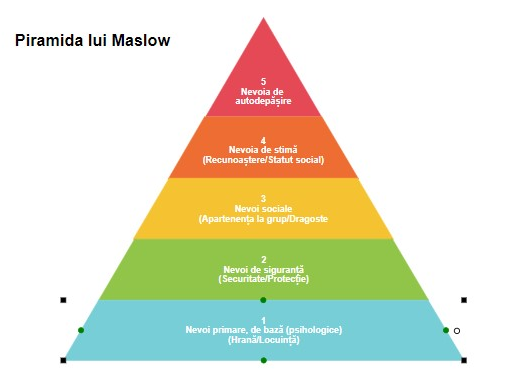 Piramida lui Maslow
5
Nevoia de
autodepășire
4
Nevoia de stimă
(Recunoaștere/Statut social)
3
Nevoi sociale
(Apartenența la grup/Dragoste
2
Nevoi de siguranță
(Securitate/Protecție)
1
Nevoi primare, de bază (psihologice)
(Hrană/Locuință)